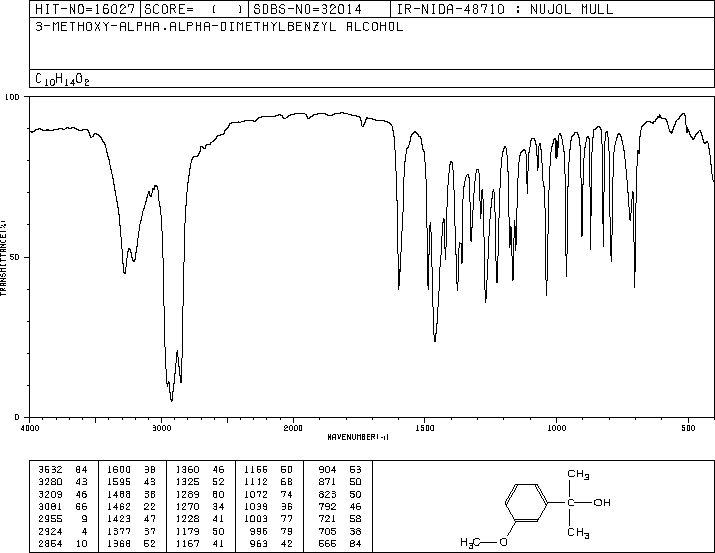 HIT-NO=16027 SCORE= ( ) SDBS-NO=32014 IR-NIDA-48710 : NUJOL MULL
3-METHOXY-ALPHA,ALPHA-DIMETHYLBENZYL ALCOHOL
C10H14O2
100
50
0
TRANSMITTANCE(%)
4000 3000 2000 1500 1000 500
WAVENUMBER(-1)
3532 84 1600 38 1360 46 1156 50 904 53
3280 43 1595 43 1325 52 1112 68 871 50
3209 46 1488 38 1289 60 1072 74 823 50
3081 66 1462 22 1270 34 1039 36 792 46
2955 9 1423 47 1228 41 1003 77 721 58
2924 4 1377 37 1179 50 996 79 705 38
2854 10 1368 52 1167 41 963 42 566 84
CH3
OH
CH3
H3C
O